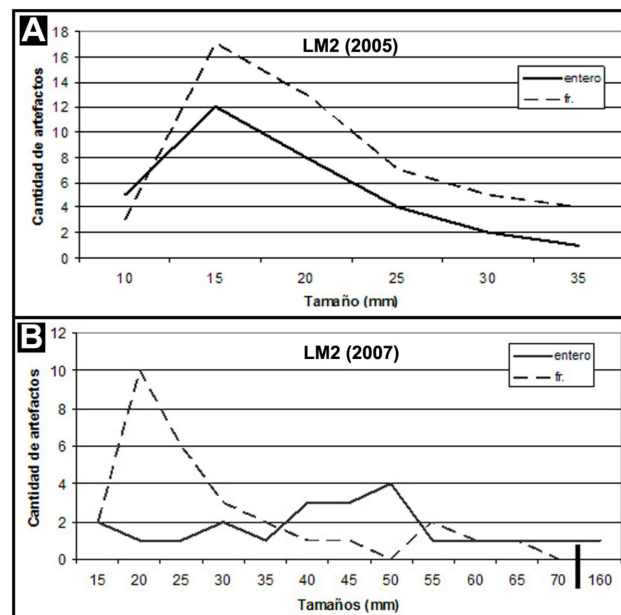 A
LM2 (2005)
Cantidad de artefactos
18
16
14
12
10
8
6
4
2
0
entero
fr.
10 15 20 25 30 35
Tamaño (mm)
B
LM2 (2007)
Cantidad de artefactos
12
10
8
6
4
2
0
entero
fr.
15 20 25 30 35 40 45 50 55 60 65 70 160
Tamaños (mm)